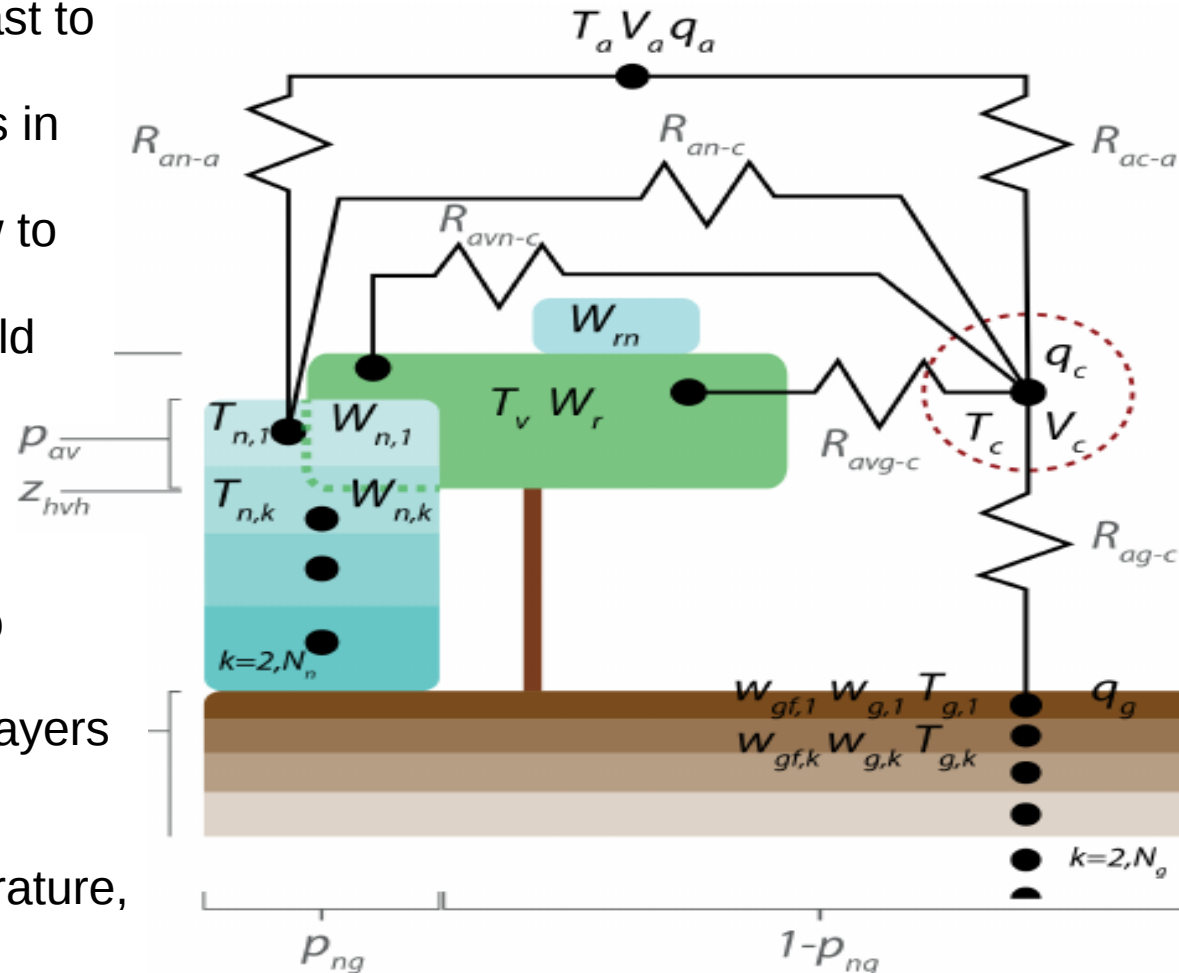 ast to
T_a V_a q_a
s in
R_an-a
R_an-c
R_ac-a
y to
R_avn-c
ld
W_rn
q_c
T_n,1 W_n,1
T_v W_r
T_c V_c
p_av
R_avg-c
z_hvh
T_n,k W_n,k
R_ag-c
k=2,N_n
w_gf,1 w_g,1 T_g,1 q_g
ayers
w_gf,k w_g,k T_g,k
k=2,N_g
rature,
p_ng
1-p_ng